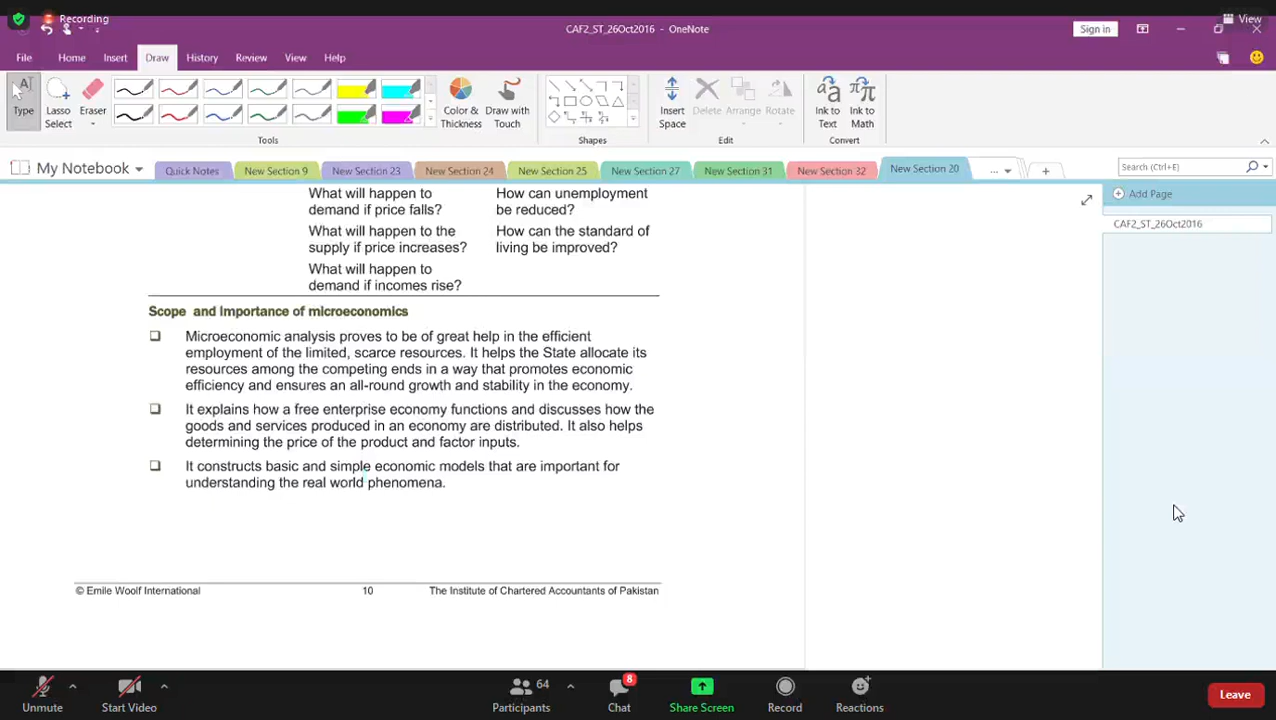 Recording
View
CAF2_ST_26Oct2016 - OneNote
Sign in
File Home Insert Draw History Review View Help
Type
Lasso Select
Eraser
Color & Thickness
Draw with Touch
Insert Space
Delete
Arrange
Rotate
Ink to Text
Ink to Math
Tools
Shapes
Edit
Convert
My Notebook
Quick Notes New Section 9 New Section 23 New Section 24 New Section 25 New Section 27 New Section 31 New Section 32 New Section 20 ... +
Search (Ctrl+E)
Add Page
CAF2_ST_26Oct2016
What will happen to
demand if price falls?
How can unemployment
be reduced?
What will happen to the
supply if price increases?
How can the standard of
living be improved?
What will happen to
demand if incomes rise?
Scope and importance of microeconomics
Microeconomic analysis proves to be of great help in the efficient
employment of the limited, scarce resources. It helps the State allocate its
resources among the competing ends in a way that promotes economic
efficiency and ensures an all-round growth and stability in the economy.
It explains how a free enterprise economy functions and discusses how the
goods and services produced in an economy are distributed. It also helps
determining the price of the product and factor inputs.
It constructs basic and simple economic models that are important for
understanding the real world phenomena.
© Emile Woolf International 10 The Institute of Chartered Accountants of Pakistan
Unmute
Start Video
64
Participants
8
Chat
Share Screen
Record
Reactions
Leave